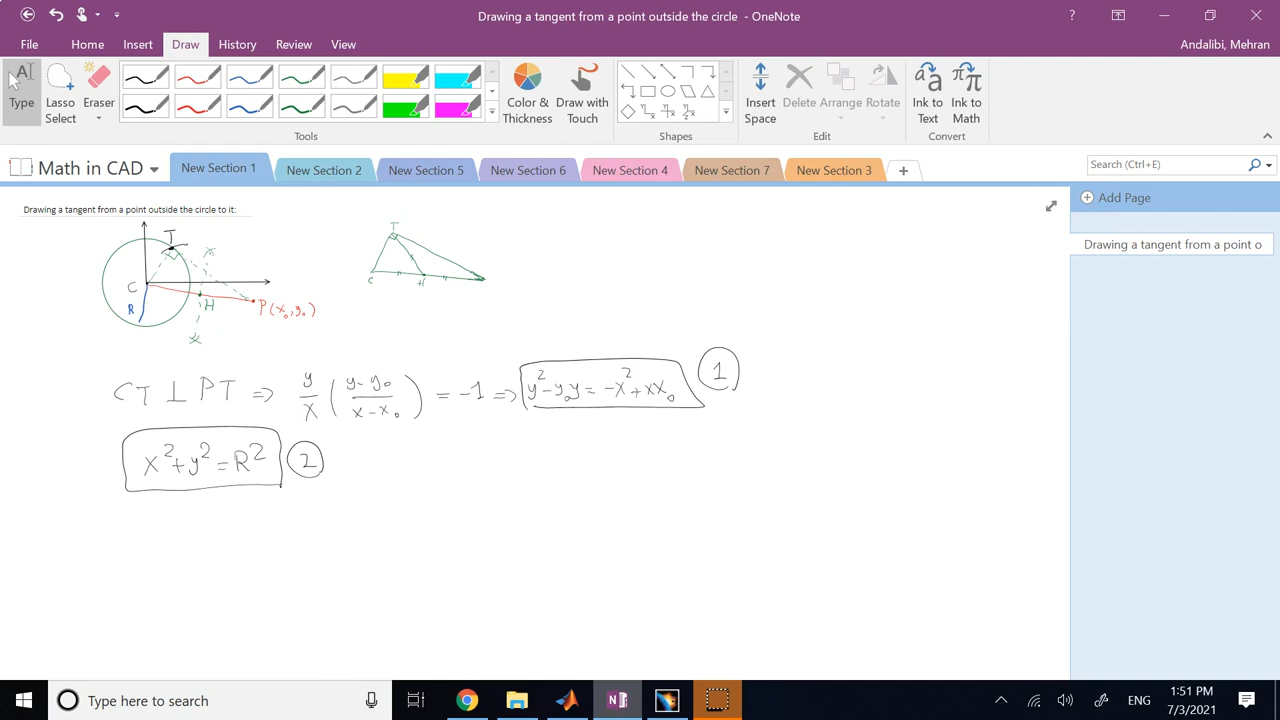 Drawing a tangent from a point outside the circle - OneNote
?
File Home Insert Draw History Review View
Andalibi, Mehran
A
Type
Lasso Select
Eraser
Color & Thickness
Draw with Touch
Insert Space
Delete
Arrange
Rotate
Ink to Text
Ink to Math
Tools
Shapes
Edit
Convert
Math in CAD
New Section 1
New Section 2
New Section 5
New Section 6
New Section 4
New Section 7
New Section 3
Search (Ctrl+E)
Add Page
Drawing a tangent from a point o
Drawing a tangent from a point outside the circle to it:
T
C
R
H
P(x₀,y₀)
T
C
H
CT ⊥ PT ⇒ y/x ((y-y₀)/(x-x₀)) = -1 ⇒ y²-y₀y = -x²+xx₀ 1
x²+y²=R² 2
Type here to search
ENG
1:51 PM
7/3/2021